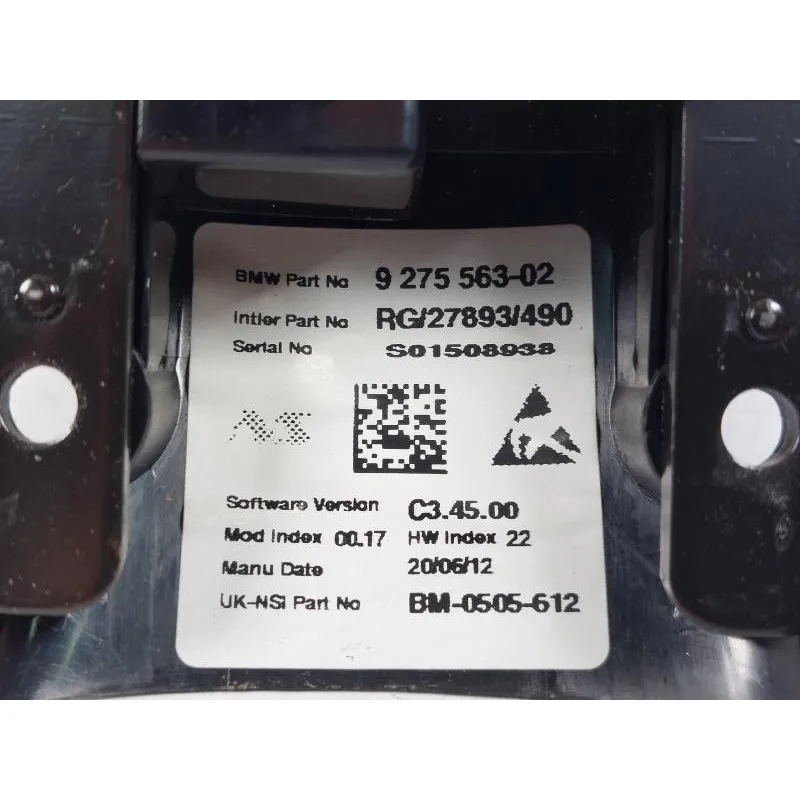 BMW Part No 9 275 563-02
Intier Part No RG/27893/490
Serial No S01508938
NS
Software Version C3.45.00
Mod Index 00.17 HW Index 22
Manu Date 20/06/12
UK-NSI Part No BM-0505-612